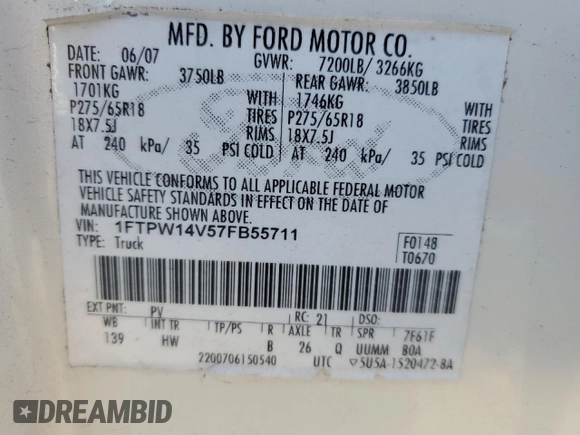 MFD. BY FORD MOTOR CO.
DATE: 06/07 GVWR: 7200LB/ 3266KG
FRONT GAWR: 3750LB REAR GAWR: 3850LB
1701KG WITH 1746KG WITH
P275/65R18 TIRES P275/65R18 TIRES
18X7.5J RIMS 18X7.5J RIMS
AT 240 kPa/ 35 PSI COLD AT 240 kPa/ 35 PSI COLD
Ford
THIS VEHICLE CONFORMS TO ALL APPLICABLE FEDERAL MOTOR
VEHICLE SAFETY STANDARDS IN EFFECT ON THE DATE OF
MANUFACTURE SHOWN ABOVE.
VIN: 1FTPW14V57FB55711
TYPE: Truck
F0148
T0670
EXT PNT: PV RC: 21 DSO:
WB INT TR TP/PS R AXLE TR SPR 7F61F
139 HW B 26 Q UUMM BOA
2200706150540 UTC ▽5U5A-1520472-BA
DREAMBID